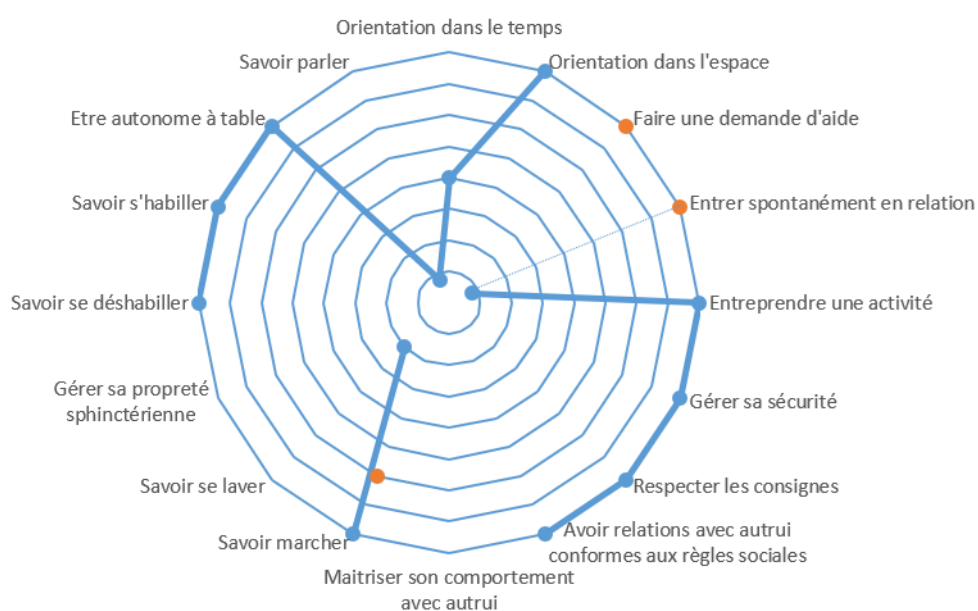 Orientation dans le temps
Orientation dans l'espace
Faire une demande d'aide
Entrer spontanément en relation
Entreprendre une activité
Gérer sa sécurité
Respecter les consignes
Avoir relations avec autrui
conformes aux règles sociales
Maitriser son comportement
avec autrui
Savoir marcher
Savoir se laver
Gérer sa propreté
sphinctérienne
Savoir se déshabiller
Savoir s'habiller
Etre autonome à table
Savoir parler